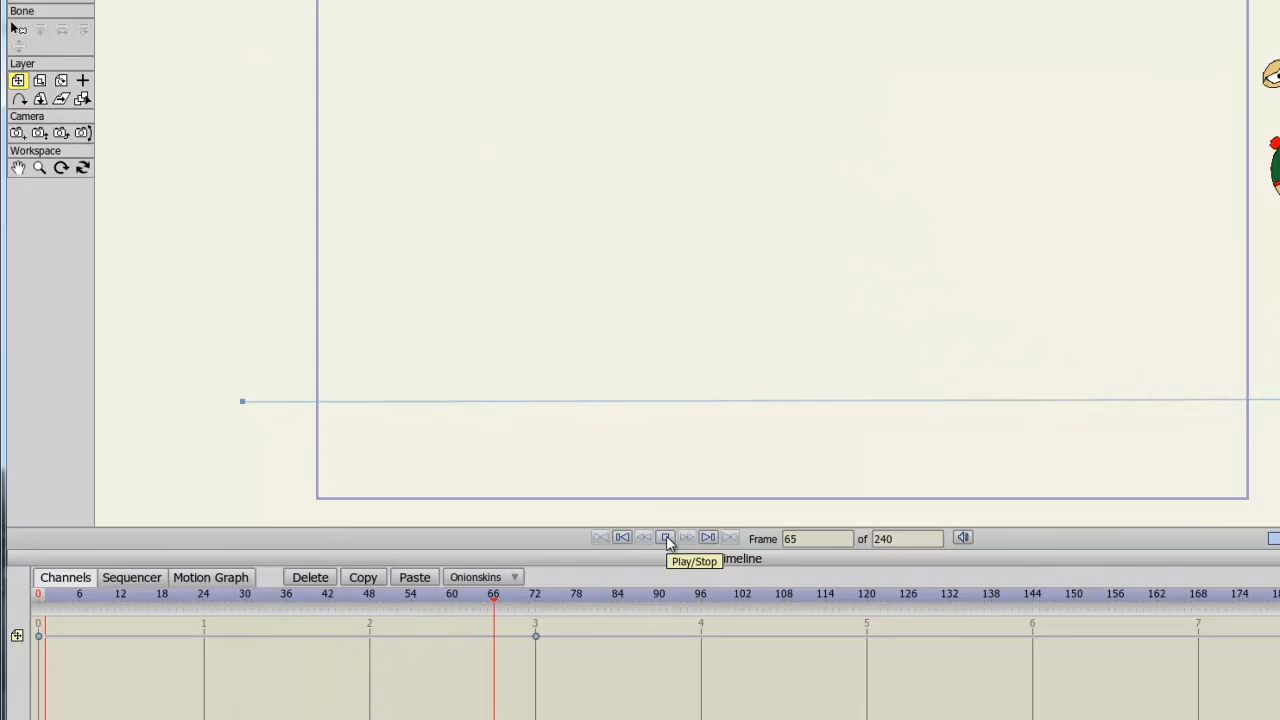 Bone
Layer
Camera
Workspace
Frame 65 of 240
Play/Stop
imeline
Channels Sequencer Motion Graph Delete Copy Paste Onionskins
0 6 12 18 24 30 36 42 48 54 60 66 72 78 84 90 96 102 108 114 120 126 132 138 144 150 156 162 168 174 18
0 1 2 3 4 5 6 7